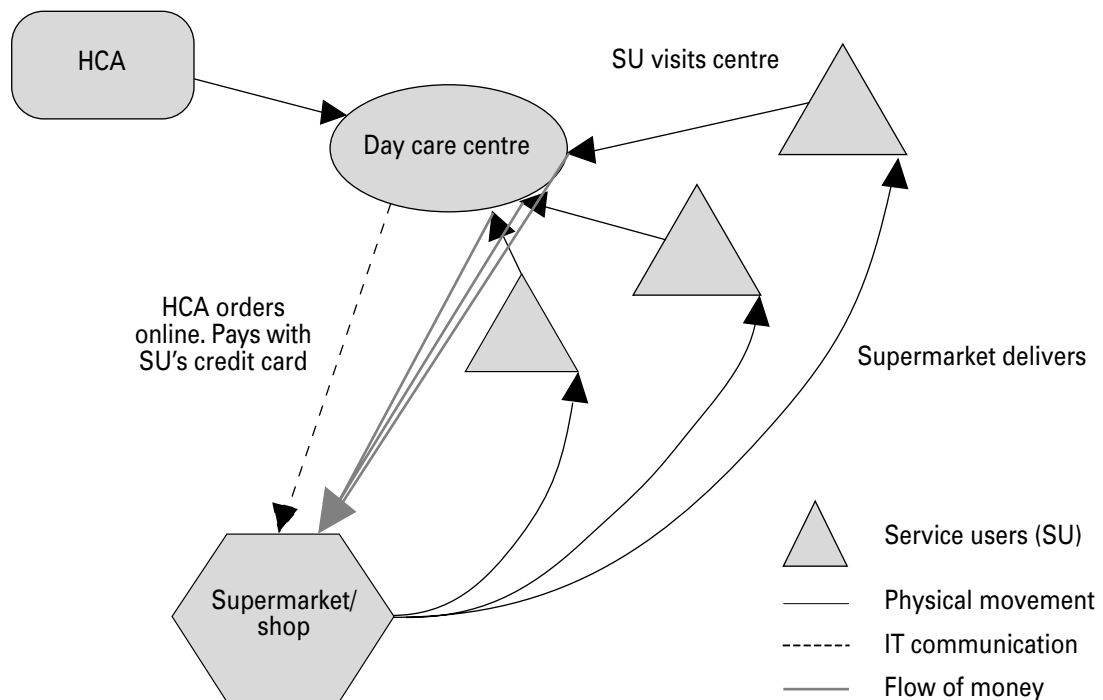 HCA
SU visits centre
Day care centre
HCA orders
online. Pays with
SU's credit card
Supermarket delivers
Supermarket/
shop
Service users (SU)
Physical movement
IT communication
Flow of money